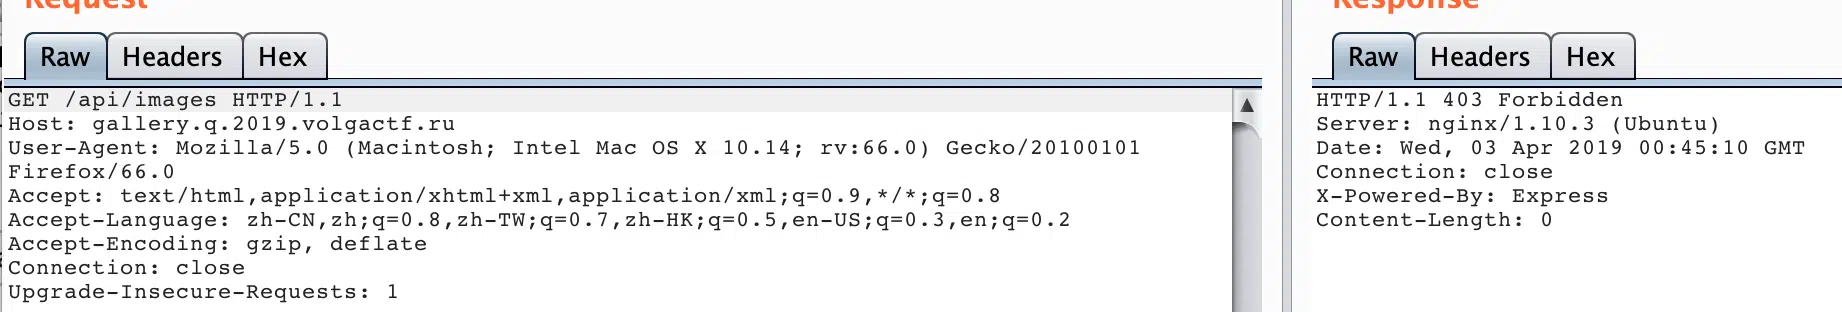 Request
Raw Headers Hex
GET /api/images HTTP/1.1
Host: gallery.q.2019.volgactf.ru
User-Agent: Mozilla/5.0 (Macintosh; Intel Mac OS X 10.14; rv:66.0) Gecko/20100101
Firefox/66.0
Accept: text/html,application/xhtml+xml,application/xml;q=0.9,*/*;q=0.8
Accept-Language: zh-CN,zh;q=0.8,zh-TW;q=0.7,zh-HK;q=0.5,en-US;q=0.3,en;q=0.2
Accept-Encoding: gzip, deflate
Connection: close
Upgrade-Insecure-Requests: 1
Response
Raw Headers Hex
HTTP/1.1 403 Forbidden
Server: nginx/1.10.3 (Ubuntu)
Date: Wed, 03 Apr 2019 00:45:10 GMT
Connection: close
X-Powered-By: Express
Content-Length: 0